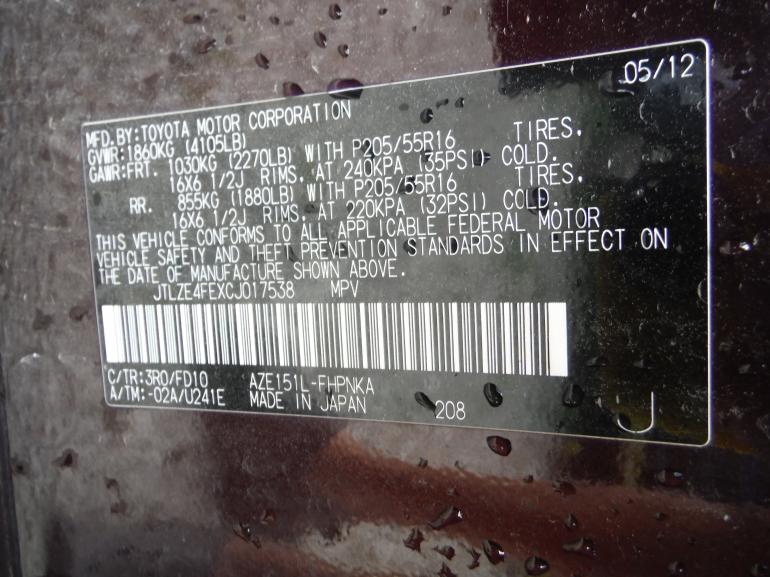 05/12
MFD.BY:TOYOTA MOTOR CORPORATION
GVWR:1860KG (4105LB)
GAWR:FRT. 1030KG (2270LB) WITH P205/55R16 TIRES.
16X6 1/2J RIMS. AT 240KPA (35PSI) COLD.
RR. 855KG (1880LB) WITH P205/55R16 TIRES.
16X6 1/2J RIMS. AT 220KPA (32PSI) COLD.
THIS VEHICLE CONFORMS TO ALL APPLICABLE FEDERAL MOTOR
VEHICLE SAFETY AND THEFT PREVENTION STANDARDS IN EFFECT ON
THE DATE OF MANUFACTURE SHOWN ABOVE.
JTLZE4FEXCJ017538 MPV
C/TR:3R0/FD10 AZE151L-FHPNKA
A/TM:-02A/U241E MADE IN JAPAN 208 J